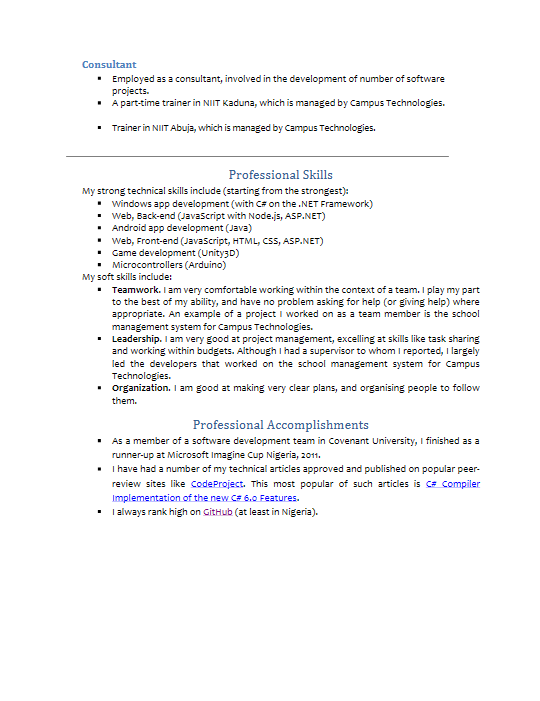 Consultant
▪ Employed as a consultant, involved in the development of number of software
projects.
▪ A part-time trainer in NIIT Kaduna, which is managed by Campus Technologies.
▪ Trainer in NIIT Abuja, which is managed by Campus Technologies.
Professional Skills
My strong technical skills include (starting from the strongest):
▪ Windows app development (with C# on the .NET Framework)
▪ Web, Back-end (JavaScript with Node.js, ASP.NET)
▪ Android app development (Java)
▪ Web, Front-end (JavaScript, HTML, CSS, ASP.NET)
▪ Game development (Unity3D)
▪ Microcontrollers (Arduino)
My soft skills include:
▪ Teamwork. I am very comfortable working within the context of a team. I play my part
to the best of my ability, and have no problem asking for help (or giving help) where
appropriate. An example of a project I worked on as a team member is the school
management system for Campus Technologies.
▪ Leadership. I am very good at project management, excelling at skills like task sharing
and working within budgets. Although I had a supervisor to whom I reported, I largely
led the developers that worked on the school management system for Campus
Technologies.
▪ Organization. I am good at making very clear plans, and organising people to follow
them.
Professional Accomplishments
▪ As a member of a software development team in Covenant University, I finished as a
runner-up at Microsoft Imagine Cup Nigeria, 2011.
▪ I have had a number of my technical articles approved and published on popular peer-
review sites like CodeProject. This most popular of such articles is C# Compiler
Implementation of the new C# 6.0 Features.
▪ I always rank high on GitHub (at least in Nigeria).